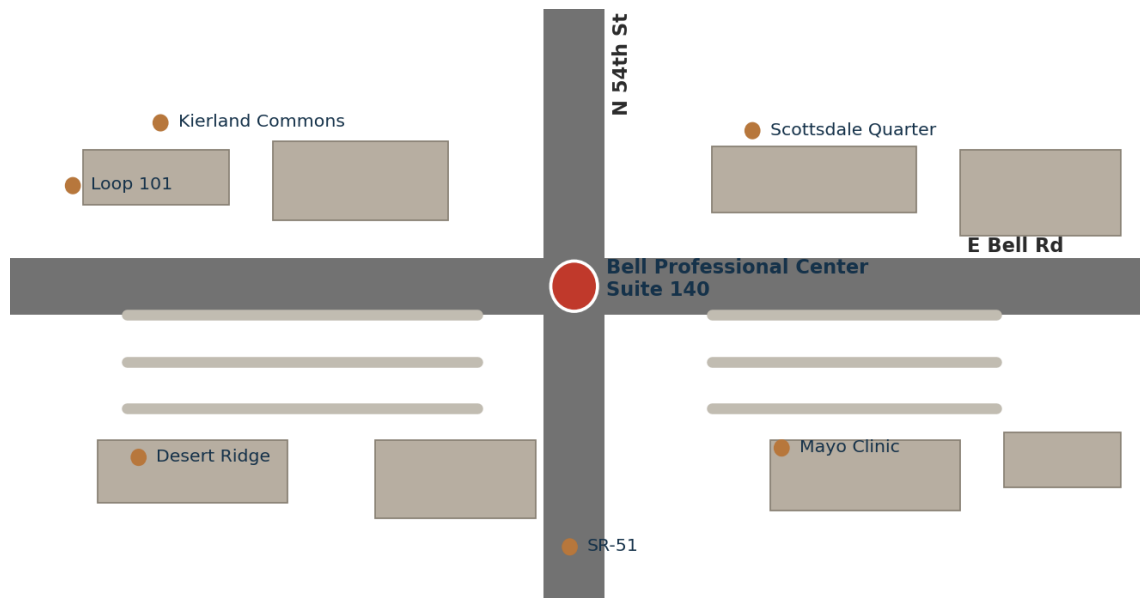 N 54th St
Kierland Commons
Scottsdale Quarter
Loop 101
E Bell Rd
Bell Professional Center
Suite 140
Desert Ridge
Mayo Clinic
SR-51